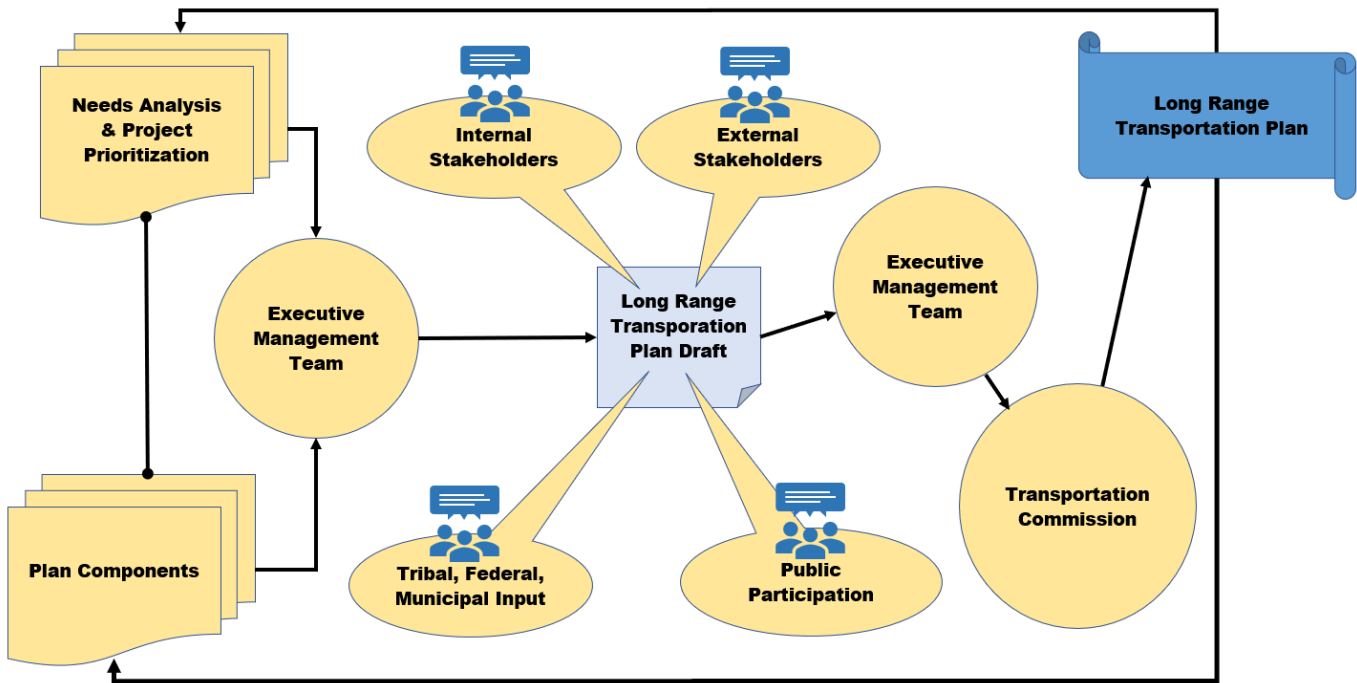 Needs Analysis
& Project
Prioritization
Internal
Stakeholders
External
Stakeholders
Long Range
Transportation Plan
Executive
Management
Team
Long Range
Transporation
Plan Draft
Executive
Management
Team
Transportation
Commission
Plan Components
Tribal, Federal,
Municipal Input
Public
Participation